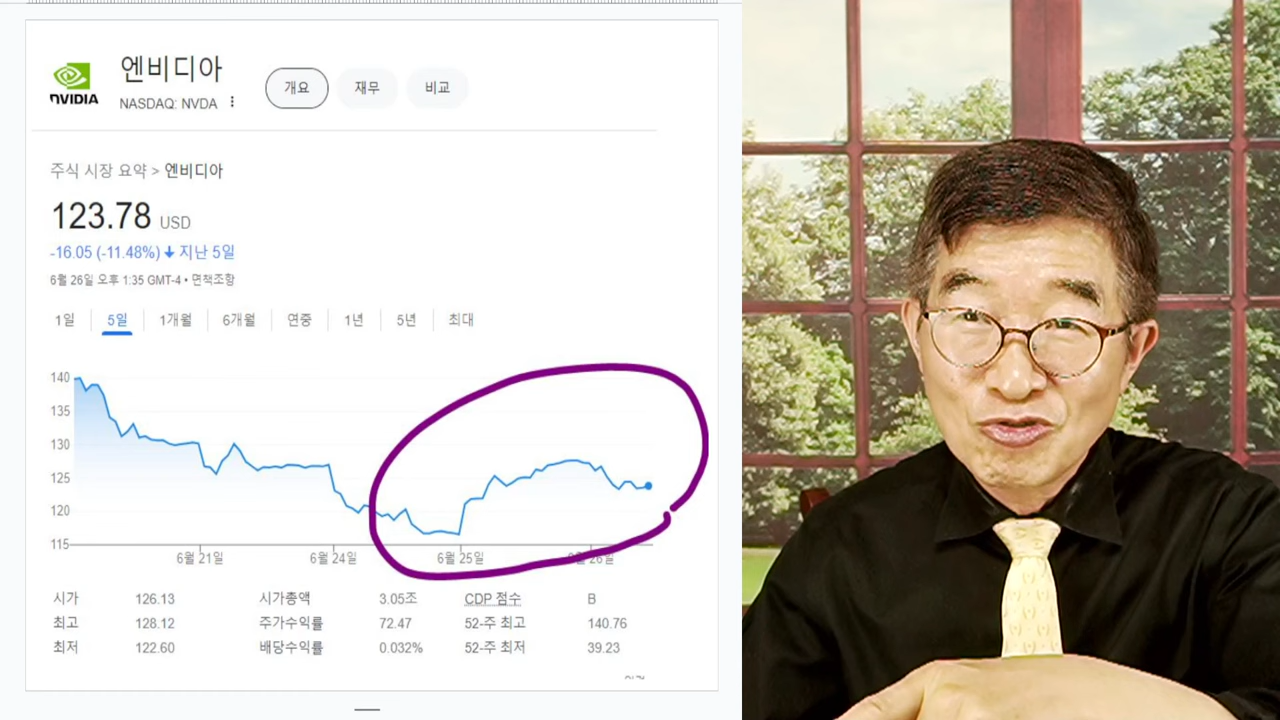 엔비디아
NVIDIA
NASDAQ: NVDA
개요
재무
비교
주식 시장 요약 > 엔비디아
123.78 USD
-16.05 (-11.48%) ↓ 지난 5일
6월 26일 오후 1:35 GMT-4 • 면책조항
1일 5일 1개월 6개월 연중 1년 5년 최대
140
135
130
125
120
115
6월 21일 6월 24일 6월 25일 6월 26일
시가 126.13 시가총액 3.05조 CDP 점수 B
최고 128.12 주가수익률 72.47 52-주 최고 140.76
최저 122.60 배당수익률 0.032% 52-주 최저 39.23